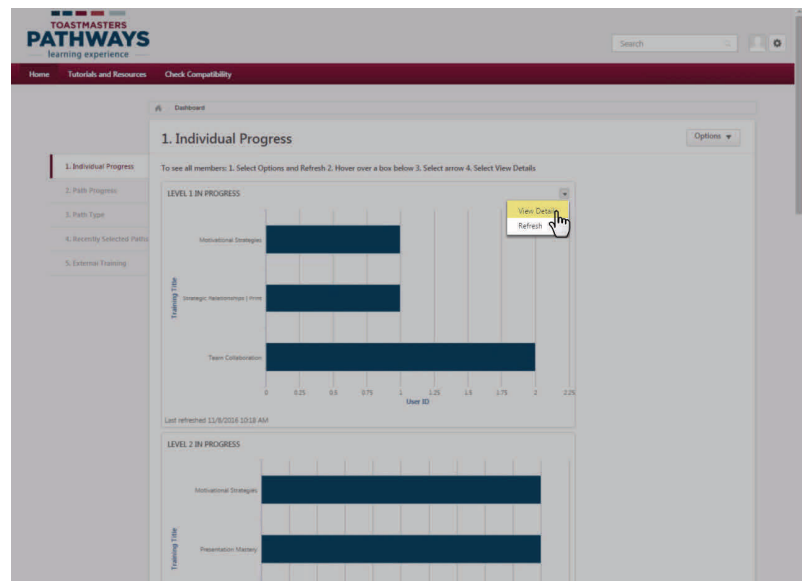 TOASTMASTERS
PATHWAYS
learning experience
Search
Home Tutorials and Resources Check Compatibility
Dashboard
1. Individual Progress
Options
1. Individual Progress
2. Path Progress
3. Path Type
4. Recently Selected Paths
5. External Training
To see all members: 1. Select Options and Refresh 2. Hover over a box below 3. Select arrow 4. Select View Details
LEVEL 1 IN PROGRESS
View Details
Refresh
Training Title
Motivational Strategies
Strategic Relationships | Print
Team Collaboration
0 0.25 0.5 0.75 1 1.25 1.5 1.75 2 2.25
User ID
Last refreshed 11/8/2016 10:18 AM
LEVEL 2 IN PROGRESS
Training Title
Motivational Strategies
Presentation Mastery